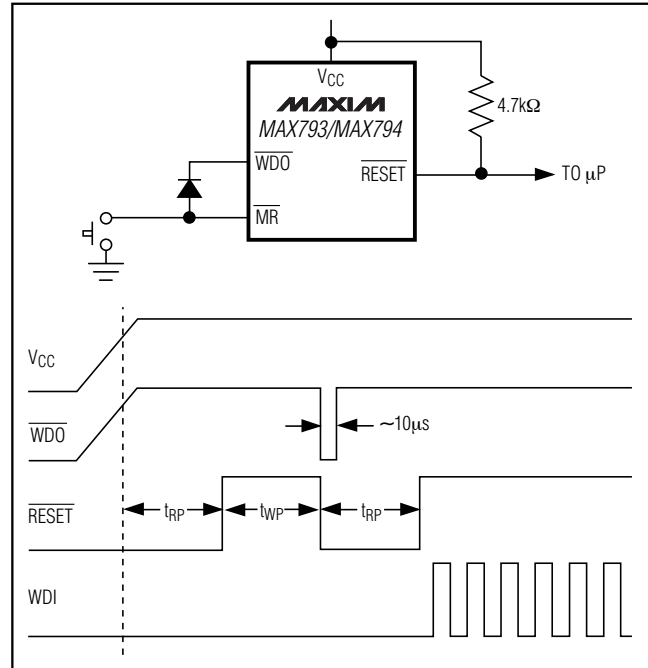 VCC
MAXIM
MAX793/MAX794
4.7kΩ
WDO
RESET
TO μP
MR
VCC
WDO
~10μs
RESET
tRP
tWP
tRP
WDI